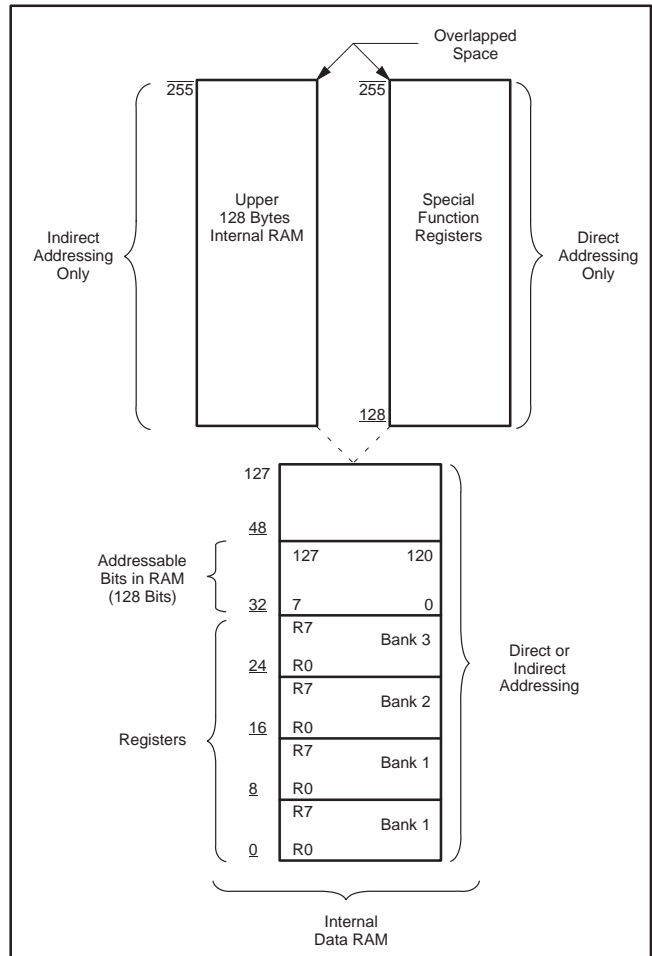 Overlapped
Space
255
255
Upper
128 Bytes
Internal RAM
Special
Function
Registers
Indirect
Addressing
Only
Direct
Addressing
Only
128
127
48
Addressable
Bits in RAM
(128 Bits)
127 120
32 7 0
R7 Bank 3
24 R0
R7 Bank 2
16 R0
Registers
R7 Bank 1
8 R0
R7 Bank 1
0 R0
Direct or
Indirect
Addressing
Internal
Data RAM